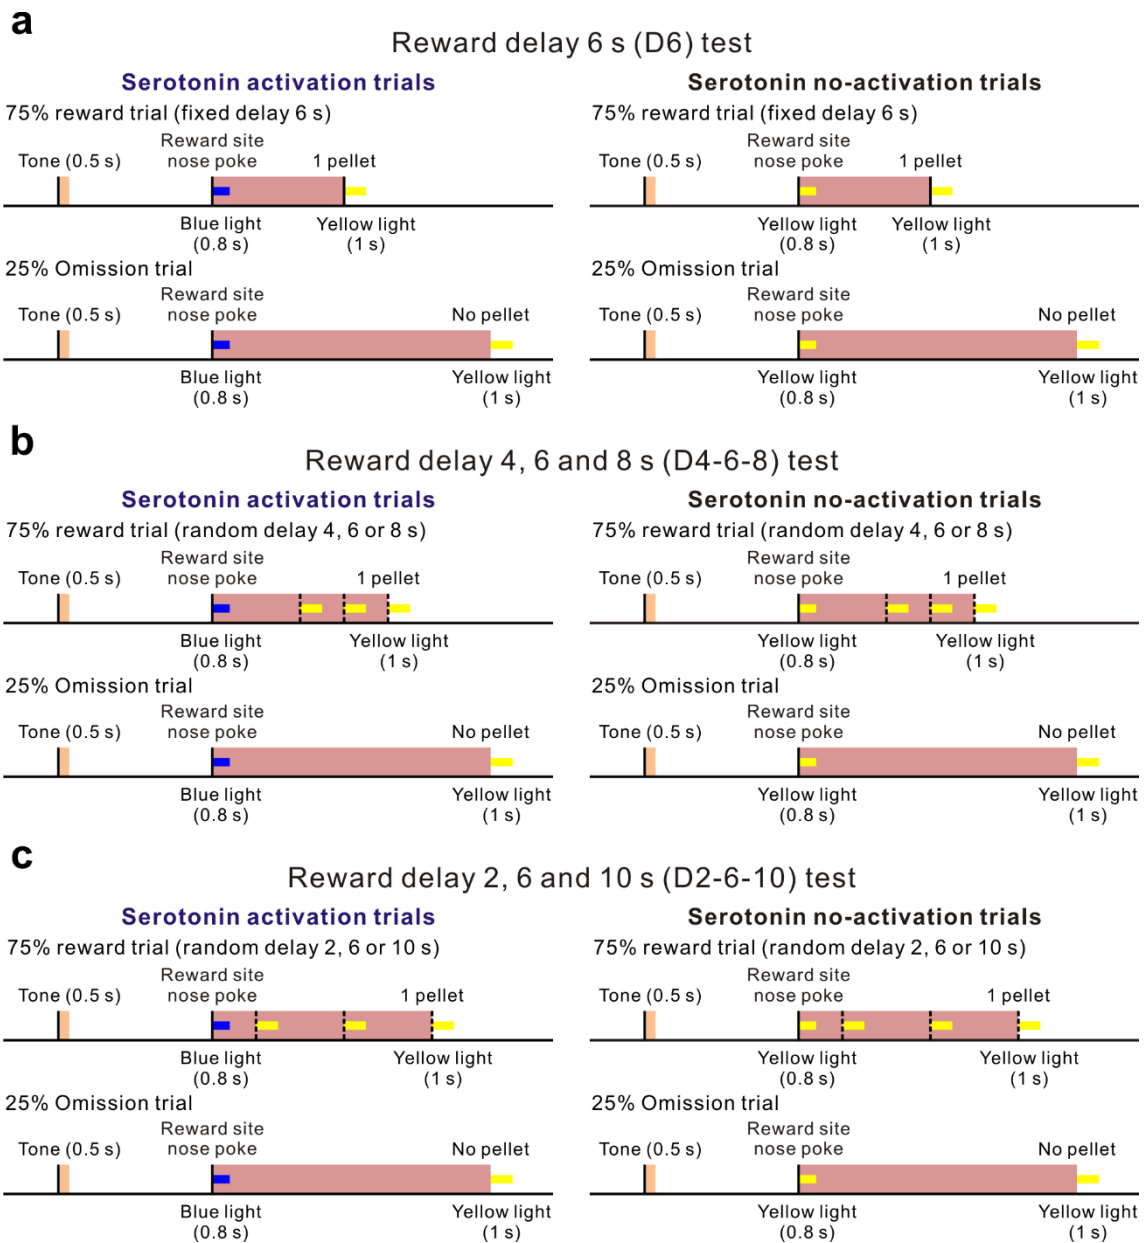 a
Reward delay 6 s (D6) test
Serotonin activation trials
75% reward trial (fixed delay 6 s)
Tone (0.5 s)
Reward site
nose poke
1 pellet
Blue light
(0.8 s)
Yellow light
(1 s)
25% Omission trial
Tone (0.5 s)
Reward site
nose poke
No pellet
Blue light
(0.8 s)
Yellow light
(1 s)
Serotonin no-activation trials
75% reward trial (fixed delay 6 s)
Tone (0.5 s)
Reward site
nose poke
1 pellet
Yellow light
(0.8 s)
Yellow light
(1 s)
25% Omission trial
Tone (0.5 s)
Reward site
nose poke
No pellet
Yellow light
(0.8 s)
Yellow light
(1 s)
b
Reward delay 4, 6 and 8 s (D4-6-8) test
Serotonin activation trials
75% reward trial (random delay 4, 6 or 8 s)
Tone (0.5 s)
Reward site
nose poke
1 pellet
Blue light
(0.8 s)
Yellow light
(1 s)
25% Omission trial
Tone (0.5 s)
Reward site
nose poke
No pellet
Blue light
(0.8 s)
Yellow light
(1 s)
Serotonin no-activation trials
75% reward trial (random delay 4, 6 or 8 s)
Tone (0.5 s)
Reward site
nose poke
1 pellet
Yellow light
(0.8 s)
Yellow light
(1 s)
25% Omission trial
Tone (0.5 s)
Reward site
nose poke
No pellet
Yellow light
(0.8 s)
Yellow light
(1 s)
c
Reward delay 2, 6 and 10 s (D2-6-10) test
Serotonin activation trials
75% reward trial (random delay 2, 6 or 10 s)
Tone (0.5 s)
Reward site
nose poke
1 pellet
Blue light
(0.8 s)
Yellow light
(1 s)
25% Omission trial
Tone (0.5 s)
Reward site
nose poke
No pellet
Blue light
(0.8 s)
Yellow light
(1 s)
Serotonin no-activation trials
75% reward trial (random delay 2, 6 or 10 s)
Tone (0.5 s)
Reward site
nose poke
1 pellet
Yellow light
(0.8 s)
Yellow light
(1 s)
25% Omission trial
Tone (0.5 s)
Reward site
nose poke
No pellet
Yellow light
(0.8 s)
Yellow light
(1 s)